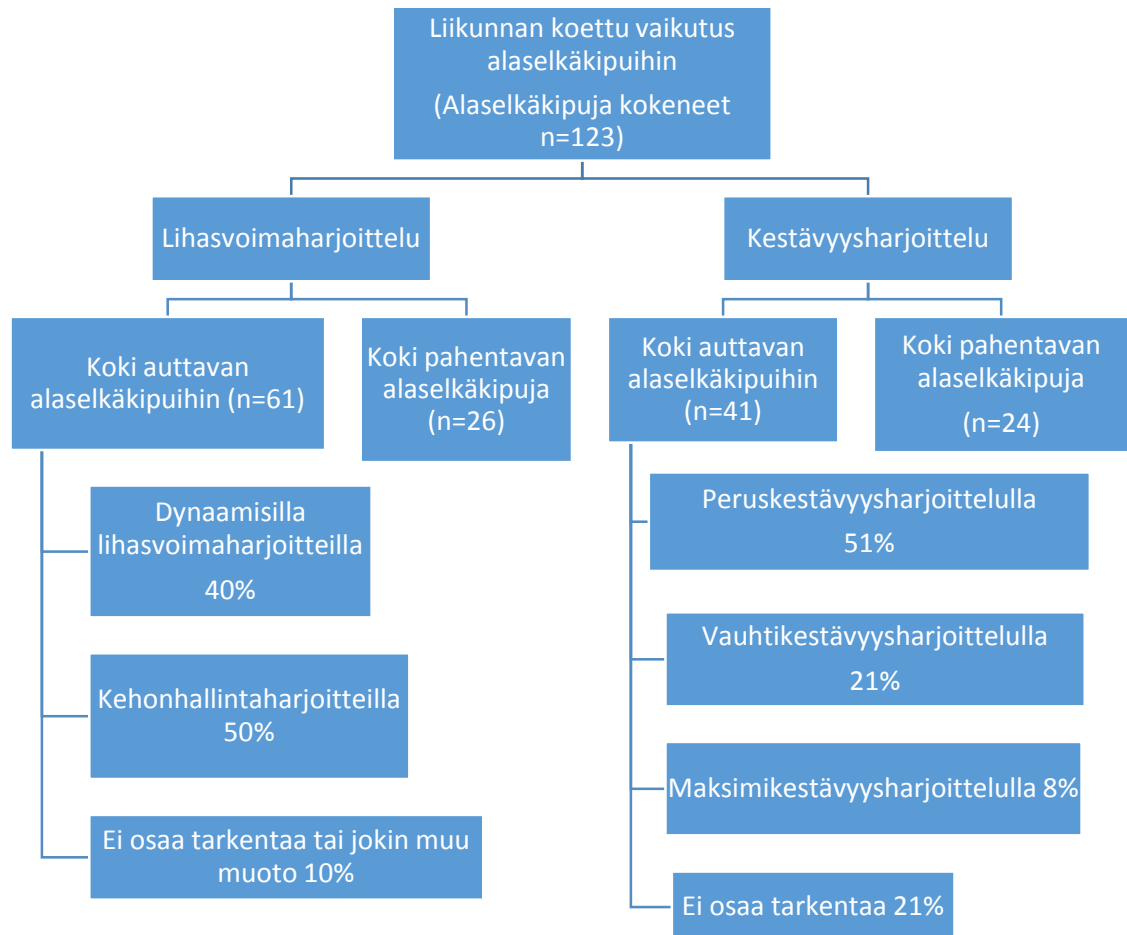 Liikunnan koettu vaikutus
alaselkäkipuihin
(Alaselkäkipuja kokeneet
n=123)
Lihasvoimaharjoittelu
Kestävyysharjoittelu
Koki auttavan
alaselkäkipuihin (n=61)
Koki pahentavan
alaselkäkipuja
(n=26)
Koki auttavan
alaselkäkipuihin
(n=41)
Koki pahentavan
alaselkäkipuja
(n=24)
Dynaamisilla
lihasvoimaharjoitteilla
40%
Kehonhallintaharjoitteilla
50%
Ei osaa tarkentaa tai jokin muu
muoto 10%
Peruskestävyysharjoittelulla
51%
Vauhtikestävyysharjoittelulla
21%
Maksimikestävyysharjoittelulla 8%
Ei osaa tarkentaa 21%